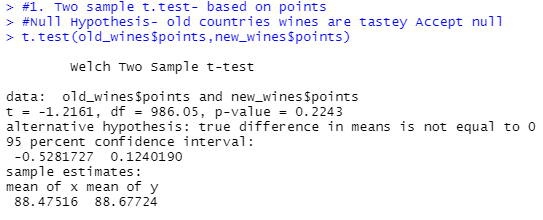 > #1. Two sample t.test- based on points
> #Null Hypothesis- old countries wines are tastey Accept null
> t.test(old_wines$points,new_wines$points)
Welch Two Sample t-test
data:  old_wines$points and new_wines$points
t = -1.2161, df = 986.05, p-value = 0.2243
alternative hypothesis: true difference in means is not equal to 0
95 percent confidence interval:
-0.5281727  0.1240190
sample estimates:
mean of x mean of y
88.47516  88.67724